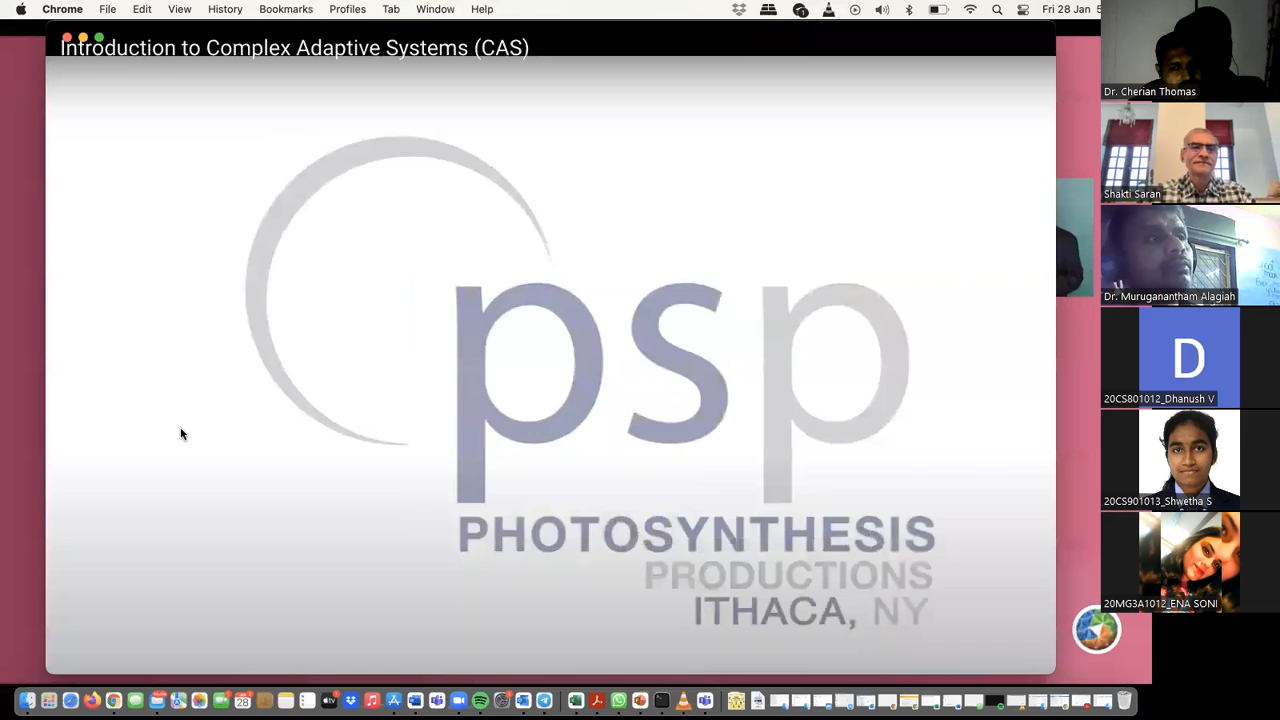 Chrome File Edit View History Bookmarks Profiles Tab Window Help
Fri 28 Jan
Introduction to Complex Adaptive Systems (CAS)
psp
PHOTOSYNTHESIS
PRODUCTIONS
ITHACA, NY
Dr. Cherian Thomas
Shakti Saran
Dr. Muruganantham Alagiah
D
20CS801012_Dhanush V
20CS901013_Shwetha S
20MG3A1012_ENA SONI